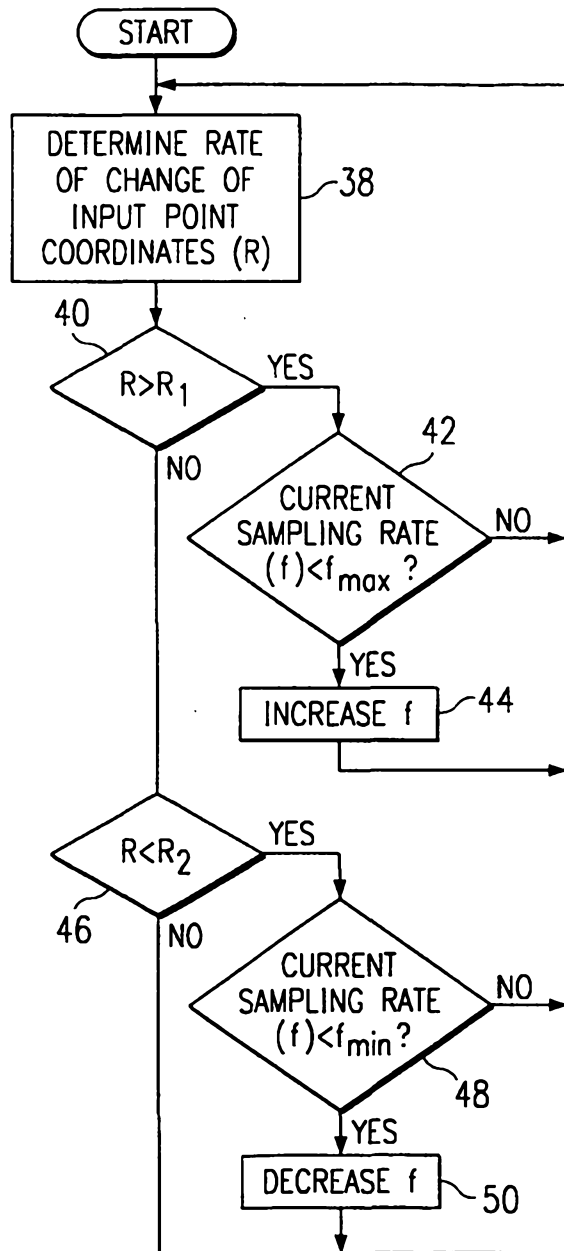 START
DETERMINE RATE
OF CHANGE OF
INPUT POINT
COORDINATES (R)
38
40
R>R1
YES
NO
42
CURRENT
SAMPLING RATE
(f)<fmax ?
NO
YES
INCREASE f
44
R<R2
YES
46
NO
CURRENT
SAMPLING RATE
(f)<fmin?
NO
48
YES
DECREASE f
50